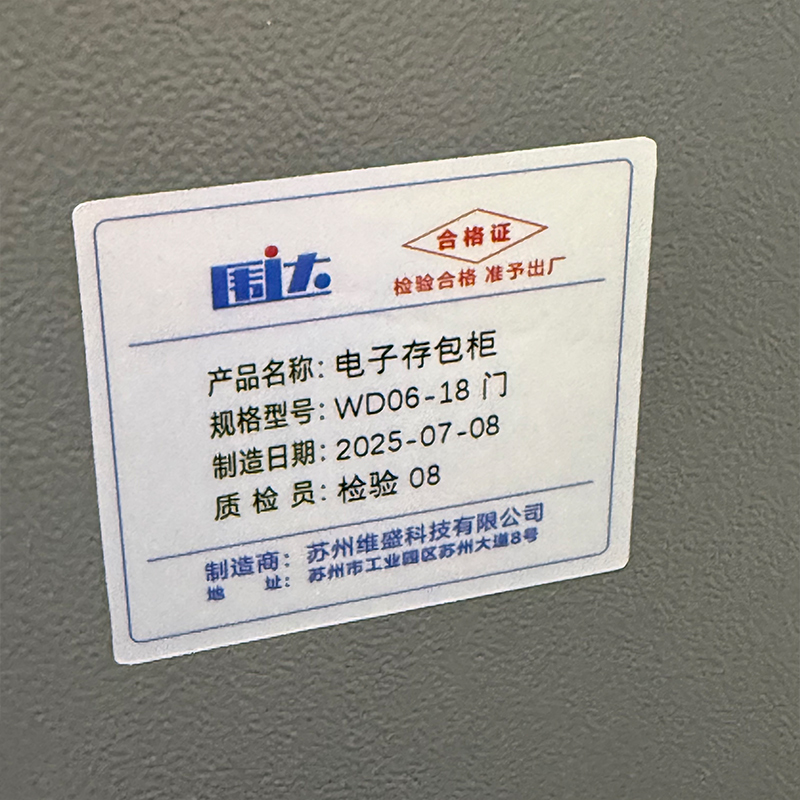 围达
合格证
检验合格 准予出厂
产品名称: 电子存包柜
规格型号: WD06-18 门
制造日期: 2025-07-08
质 检 员: 检验 08
制造商: 苏州维盛科技有限公司
地 址: 苏州市工业园区苏州大道8号